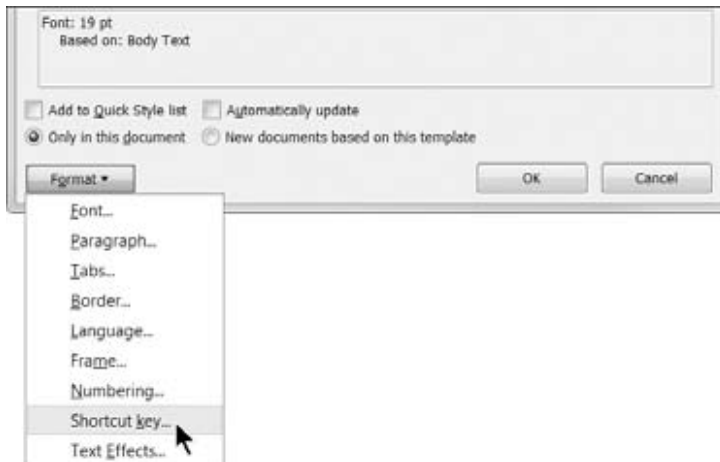 Font: 19 pt
Based on: Body Text
Add to Quick Style list Automatically update
Only in this document New documents based on this template
Format OK Cancel
Font...
Paragraph...
Tabs...
Border...
Language...
Frame...
Numbering...
Shortcut key...
Text Effects...